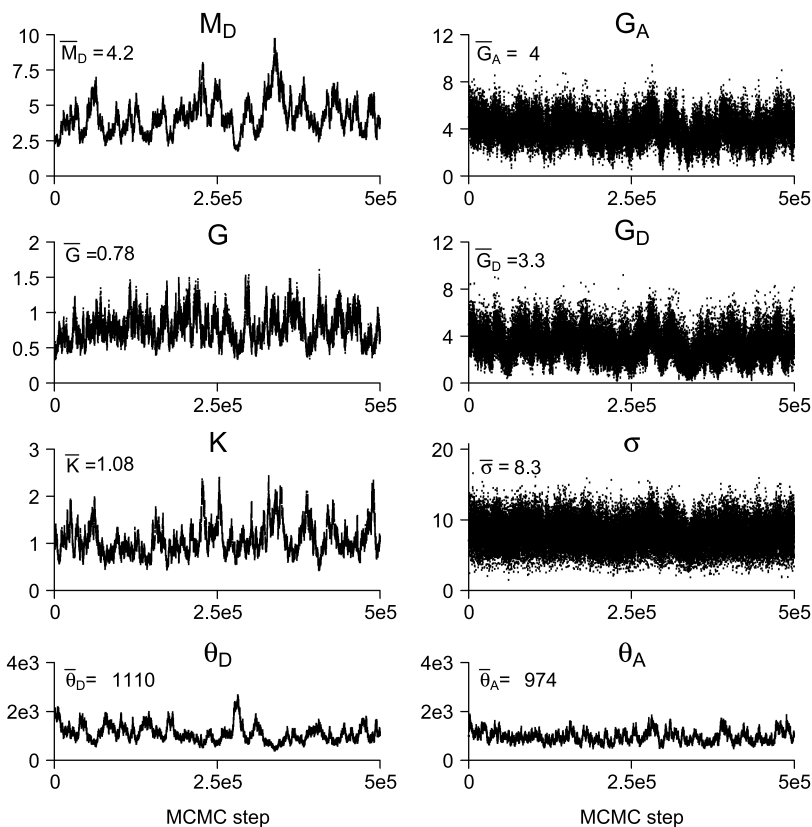 M_D
G_A
10
M̅_D = 4.2
7.5
5
2.5
0
0
2.5e5
5e5
12
G̅_A = 4
8
4
0
0
2.5e5
5e5
G
G_D
2
G̅ =0.78
1.5
1
0.5
0
0
2.5e5
5e5
12
G̅_D =3.3
8
4
0
0
2.5e5
5e5
K
σ
3
K̅ =1.08
2
1
0
0
2.5e5
5e5
20
σ̅ = 8.3
10
0
0
2.5e5
5e5
θ_D
θ_A
4e3
θ̅_D= 1110
2e3
0
0
2.5e5
5e5
MCMC step
4e3
θ̅_A= 974
2e3
0
0
2.5e5
5e5
MCMC step